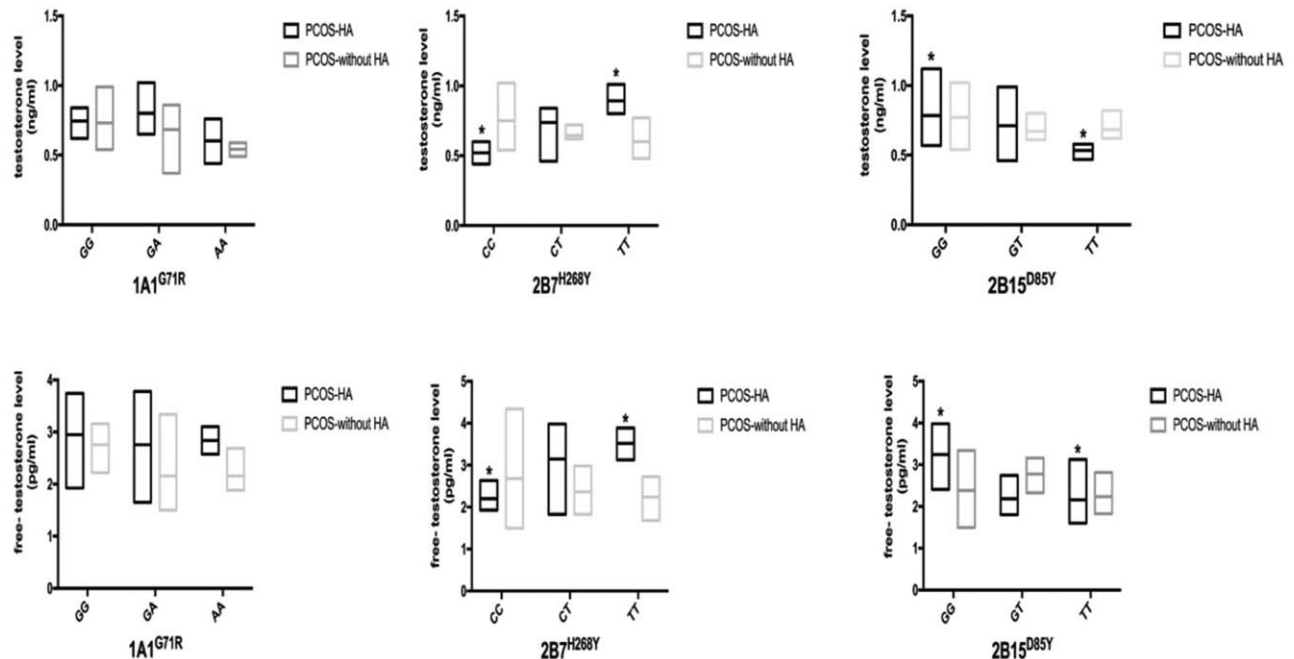 testosterone level
(ng/ml)
1.5
1.0
0.5
0.0
GG
GA
AA
1A1G71R
PCOS-HA
PCOS-without HA
testosterone level
(ng/ml)
1.5
1.0
0.5
0.0
*
*
CC
CT
TT
2B7H268Y
PCOS-HA
PCOS-without HA
testosterone level
(ng/ml)
1.5
1.0
0.5
0.0
*
*
GG
GT
TT
2B15D85Y
PCOS-HA
PCOS-without HA
free- testosterone level
(pg/ml)
4
3
2
1
0
GG
GA
AA
1A1G71R
PCOS-HA
PCOS-without HA
free- testosterone level
(pg/ml)
5
4
3
2
1
0
*
*
CC
CT
TT
2B7H268Y
PCOS-HA
PCOS-without HA
free- testosterone level
(pg/ml)
5
4
3
2
1
0
*
*
GG
GT
TT
2B15D85Y
PCOS-HA
PCOS-without HA